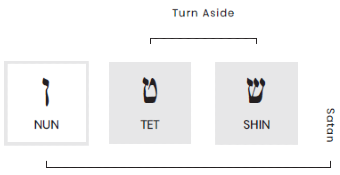 Turn Aside
ן ט ש
NUN TET SHIN
Satan